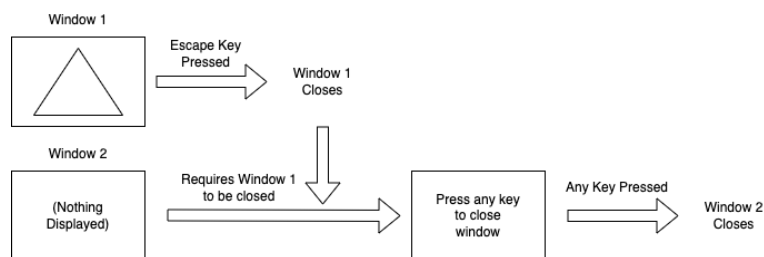 Window 1
Escape Key
Pressed
Window 1
Closes
Window 2
(Nothing
Displayed)
Requires Window 1
to be closed
Press any key
to close
window
Any Key Pressed
Window 2
Closes